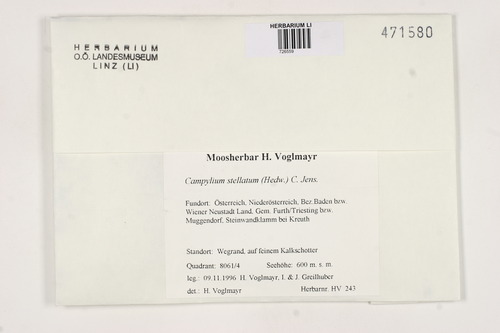 HERBARIUM LI
726559
471580
HERBARIUM
O.Ö. LANDESMUSEUM
LINZ (LI)
Moosherbar H. Voglmayr
Campylium stellatum (Hedw.) C. Jens.
Fundort: Österreich, Niederösterreich, Bez.Baden bzw.
Wiener Neustadt Land, Gem. Furth/Triesting bzw.
Muggendorf, Steinwandklamm bei Kreuth
Standort: Wegrand, auf feinem Kalkschotter
Quadrant: 8061/4 Seehöhe: 600 m. s. m.
leg.: 09.11.1996 H. Voglmayr, I. & J. Greilhuber
det.: H. Voglmayr Herbarnr. HV 243